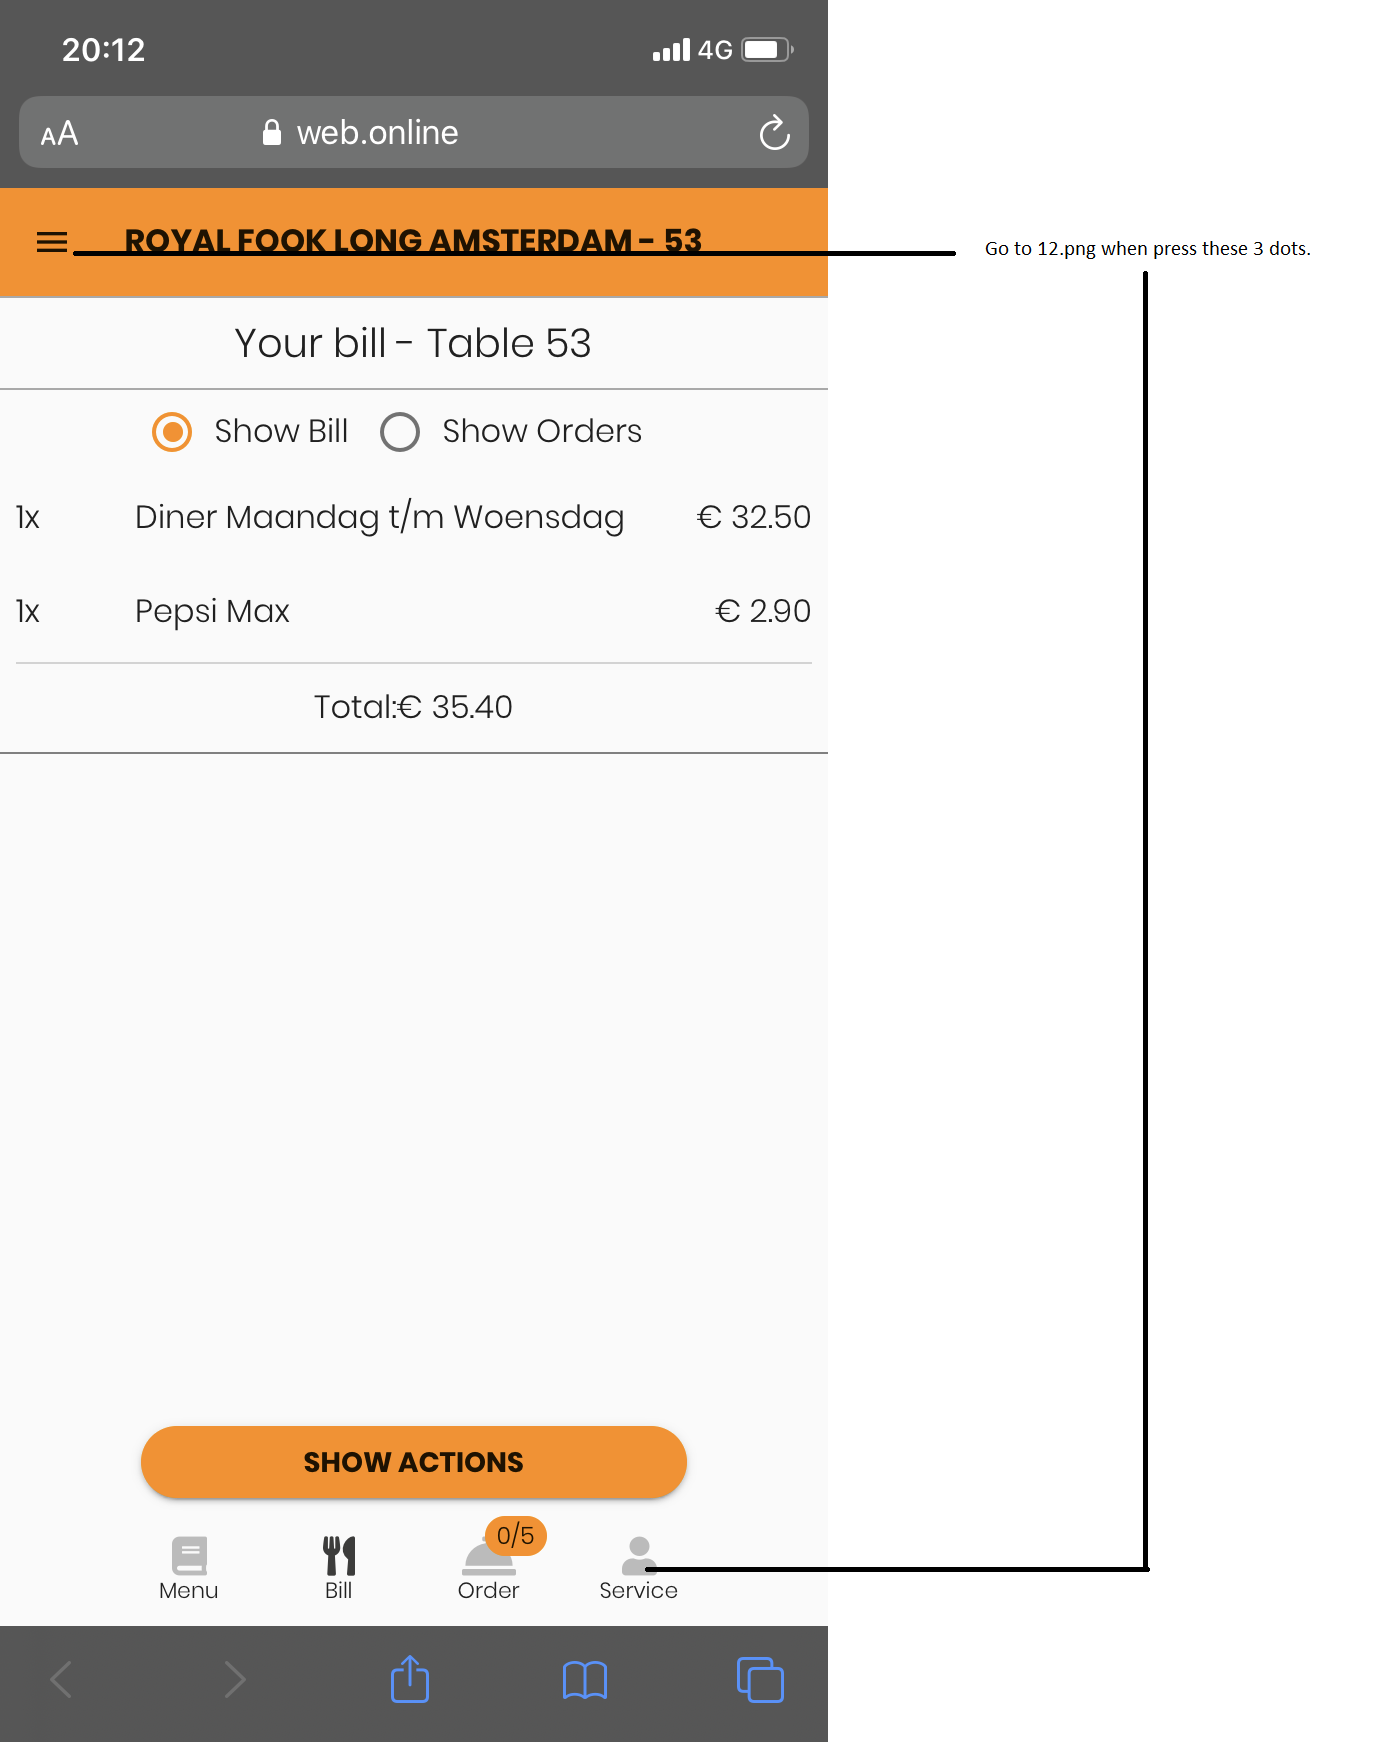 20:12
4G
AA
web.online
ROYAL FOOK LONG AMSTERDAM - 53
Go to 12.png when press these 3 dots.
Your bill - Table 53
Show Bill
Show Orders
1x Diner Maandag t/m Woensdag € 32.50
1x Pepsi Max € 2.90
Total:€ 35.40
SHOW ACTIONS
0/5
Menu
Bill
Order
Service